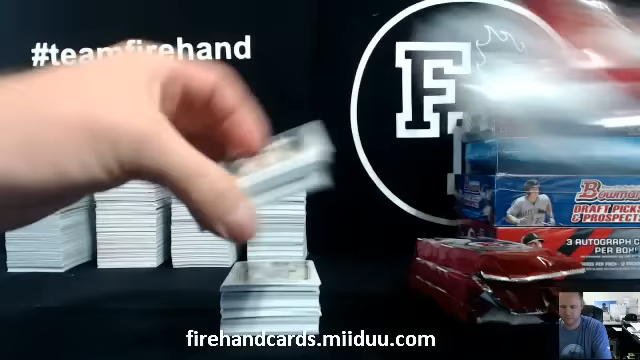 #teamfirehand
F.
Bowman
DRAFT PICKS
& PROSPECTS
3 AUTOGRAPH
PER BOX
firehandcards.miiduu.com